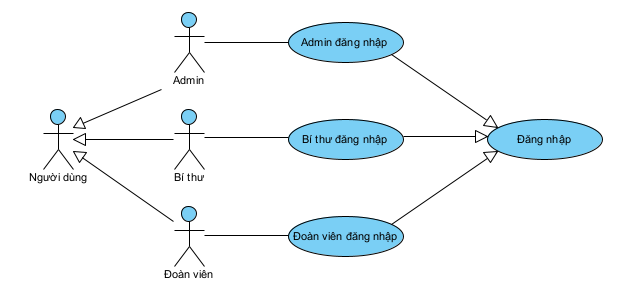 Admin đăng nhập
Admin
Người dùng
Bí thư
Bí thư đăng nhập
Đăng nhập
Đoàn viên đăng nhập
Đoàn viên